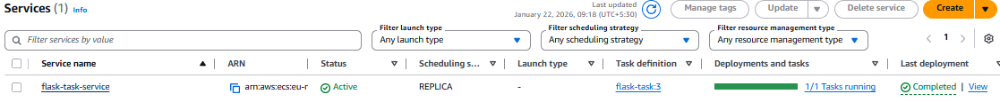 Services (1) Info
Last updated
January 22, 2026, 09:18 (UTC+5:30)
Manage tags
Update
Delete service
Create
Filter services by value
Filter launch type
Any launch type
Filter scheduling strategy
Any scheduling strategy
Filter resource management type
Any resource management type
1
Service name ARN Status Scheduling s... Launch type Task definition Deployments and tasks Last deployment
flask-task-service arn:aws:ecs:eu-r Active REPLICA - flask-task:3 1/1 Tasks running Completed | View